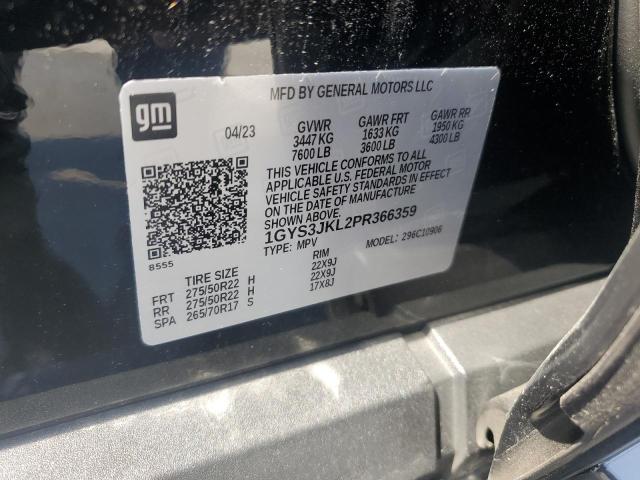 gm
MFD BY GENERAL MOTORS LLC
04/23 GVWR GAWR FRT GAWR RR
3447 KG 1633 KG 1950 KG
7600 LB 3600 LB 4300 LB
THIS VEHICLE CONFORMS TO ALL
APPLICABLE U.S. FEDERAL MOTOR
VEHICLE SAFETY STANDARDS IN EFFECT
ON THE DATE OF MANUFACTURE
SHOWN ABOVE.
1GYS3JKL2PR366359
TYPE: MPV MODEL: 296C10906
8555
TIRE SIZE RIM
FRT 275/50R22 H 22X9J
RR 275/50R22 H 22X9J
SPA 265/70R17 S 17X8J